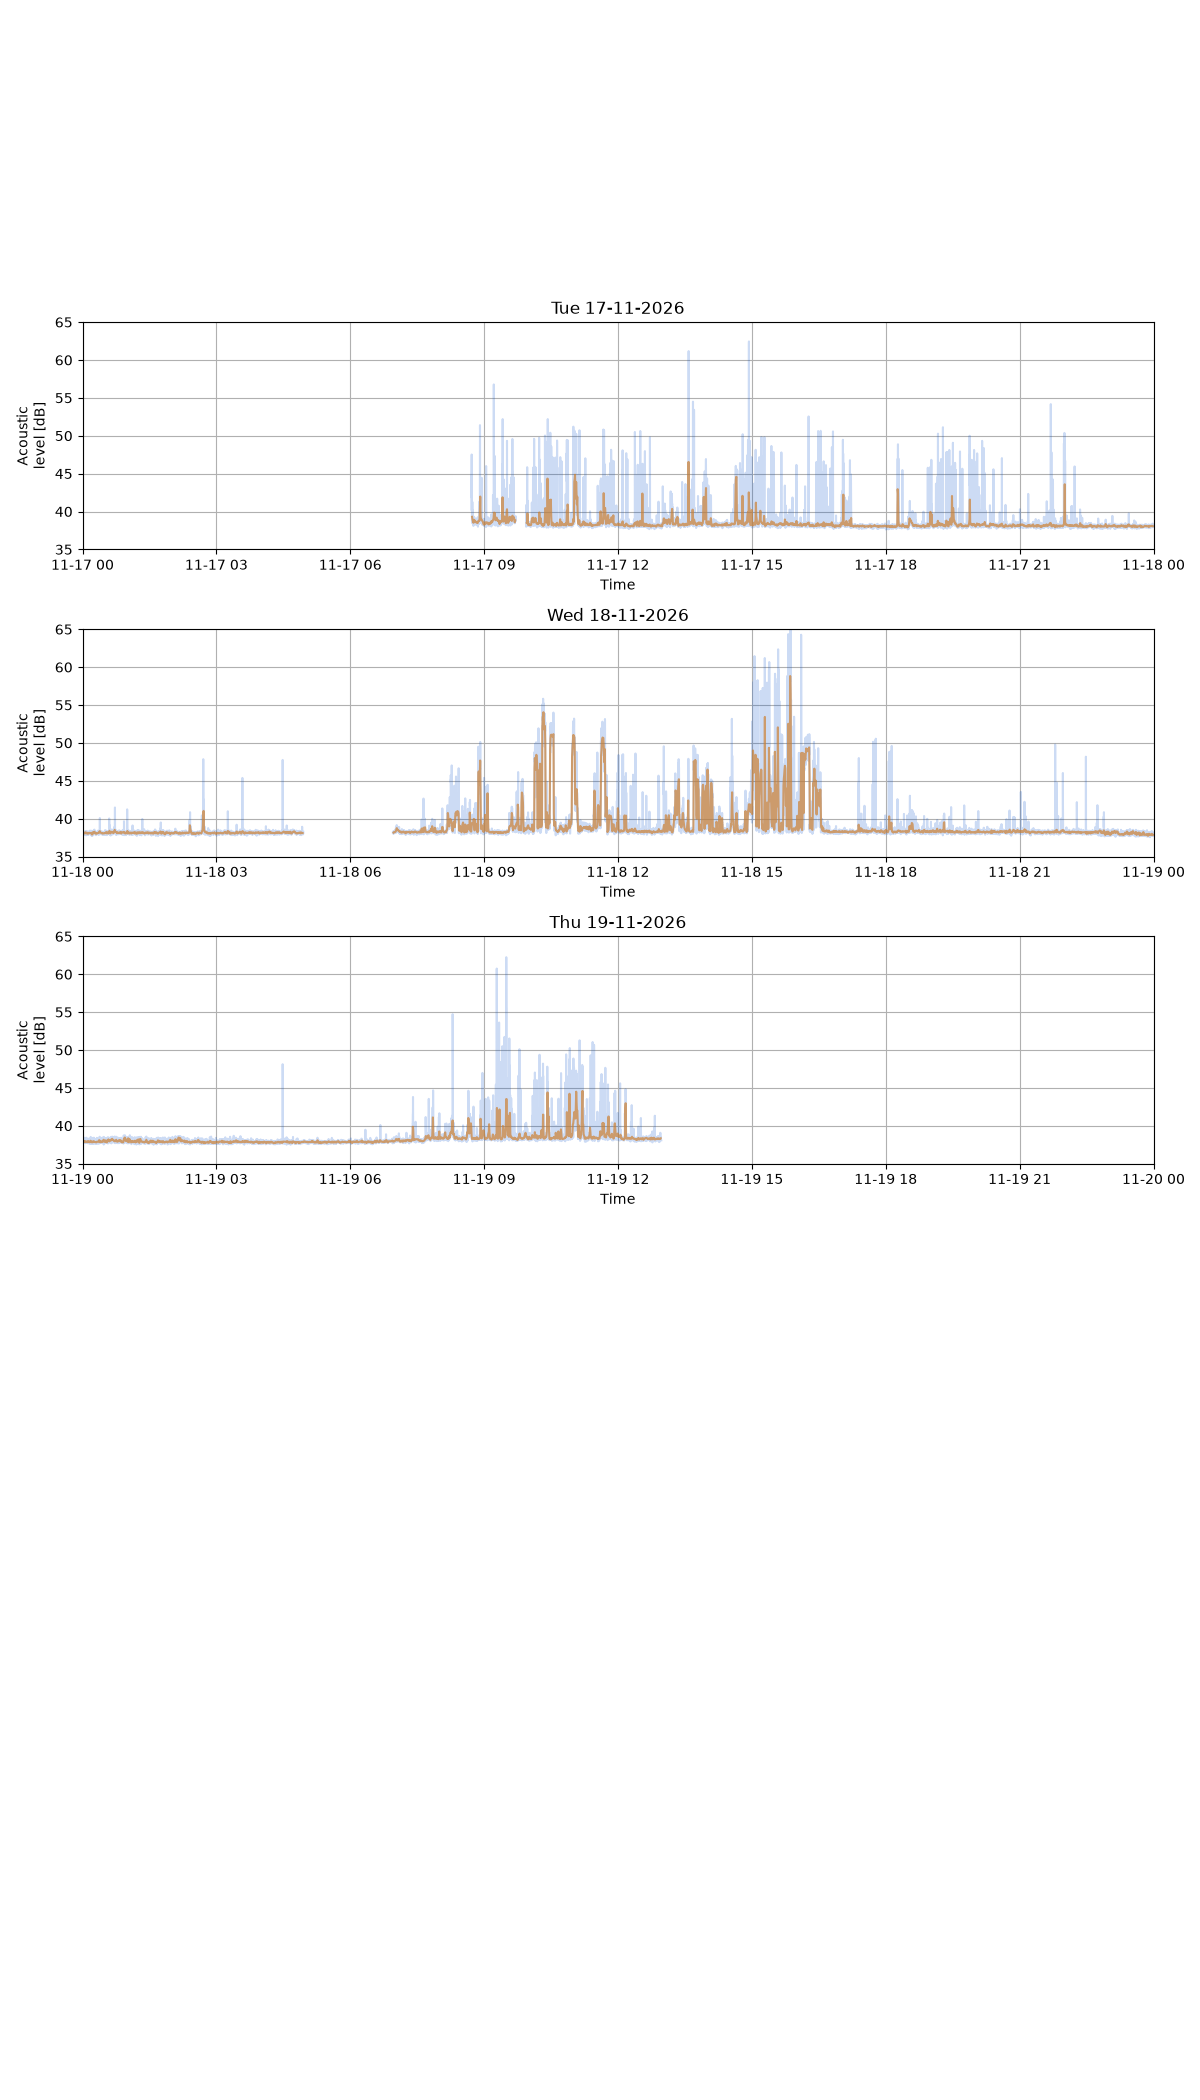 Tue 17-11-2026
65
60
55
50
45
40
35
Acoustic
level [dB]
11-17 00 11-17 03 11-17 06 11-17 09 11-17 12 11-17 15 11-17 18 11-17 21 11-18 00
Time
Wed 18-11-2026
65
60
55
50
45
40
35
Acoustic
level [dB]
11-18 00 11-18 03 11-18 06 11-18 09 11-18 12 11-18 15 11-18 18 11-18 21 11-19 00
Time
Thu 19-11-2026
65
60
55
50
45
40
35
Acoustic
level [dB]
11-19 00 11-19 03 11-19 06 11-19 09 11-19 12 11-19 15 11-19 18 11-19 21 11-20 00
Time